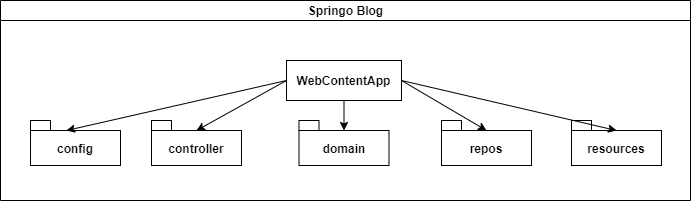 Springo Blog
WebContentApp
config
controller
domain
repos
resources